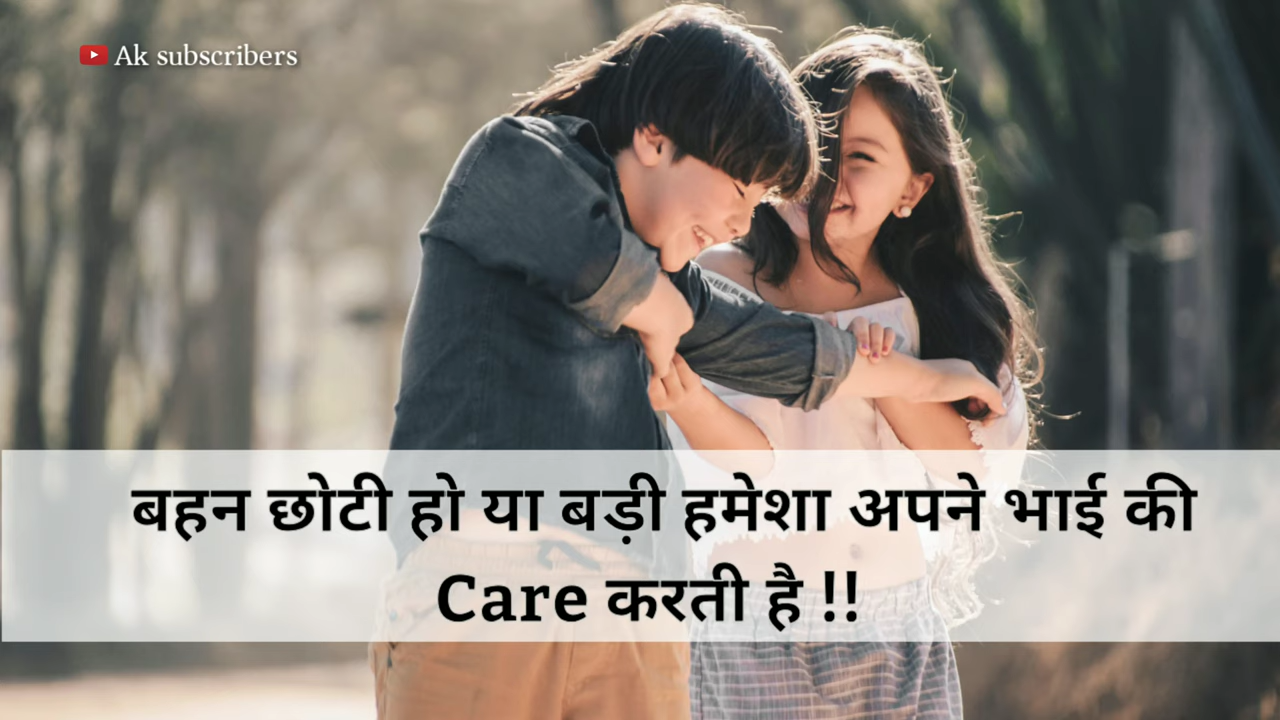 Ak subscribers
बहन छोटी हो या बड़ी हमेशा अपने भाई की
Care करती है !!